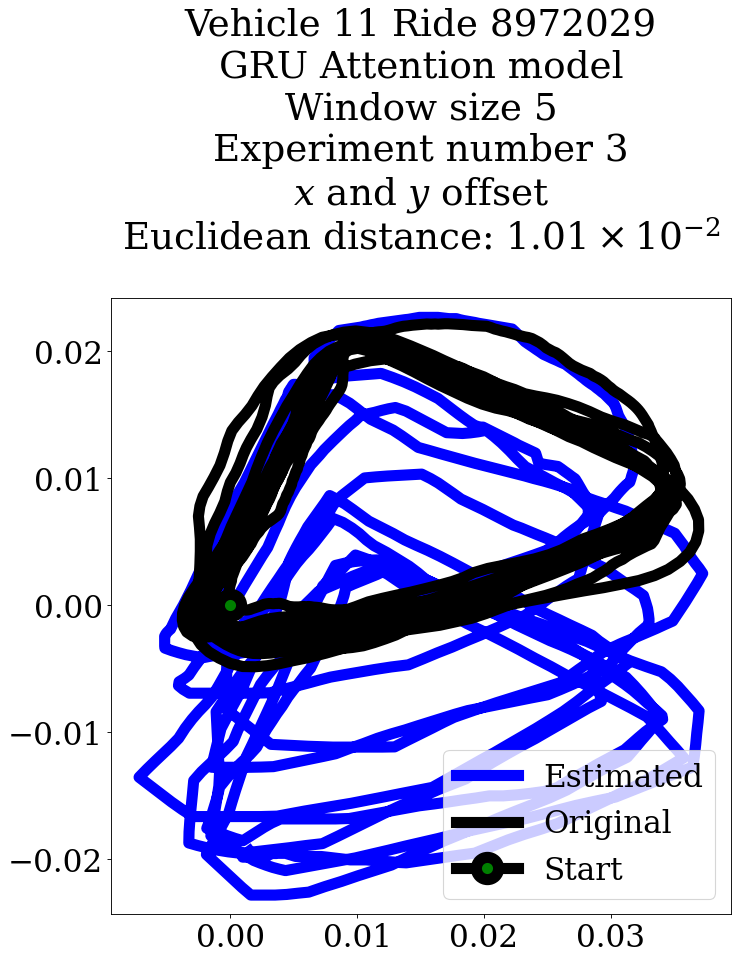 Vehicle 11 Ride 8972029
GRU Attention model
Window size 5
Experiment number 3
x and y offset
Euclidean distance: 1.01 × 10⁻²
0.02
0.01
0.00
−0.01
−0.02
Estimated
Original
Start
0.00 0.01 0.02 0.03